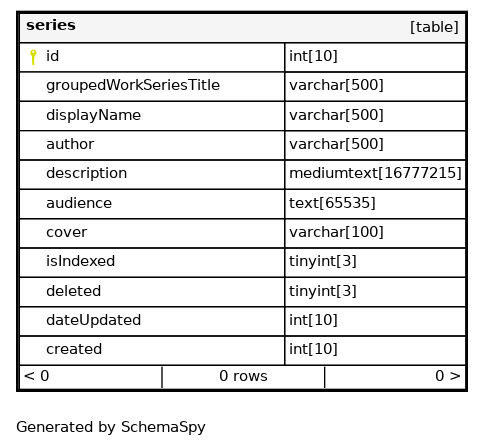 series [table]
id int[10]
groupedWorkSeriesTitle varchar[500]
displayName varchar[500]
author varchar[500]
description mediumtext[16777215]
audience text[65535]
cover varchar[100]
isIndexed tinyint[3]
deleted tinyint[3]
dateUpdated int[10]
created int[10]
< 0 0 rows 0 >
Generated by SchemaSpy